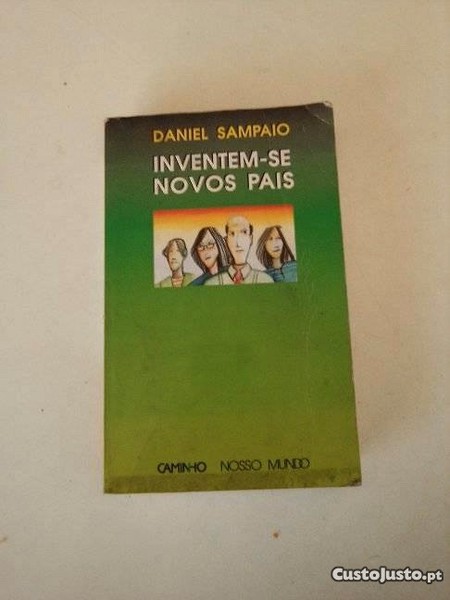 DANIEL SAMPAIO
INVENTEM-SE
NOVOS PAIS
CAMINHO NOSSO MUNDO
CustoJusto.pt